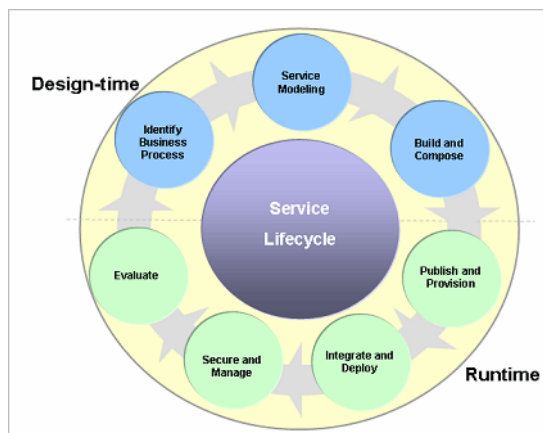 Design-time
Service
Modeling
Identify
Business
Process
Build and
Compose
Service
Lifecycle
Evaluate
Publish and
Provision
Secure and
Manage
Integrate and
Deploy
Runtime